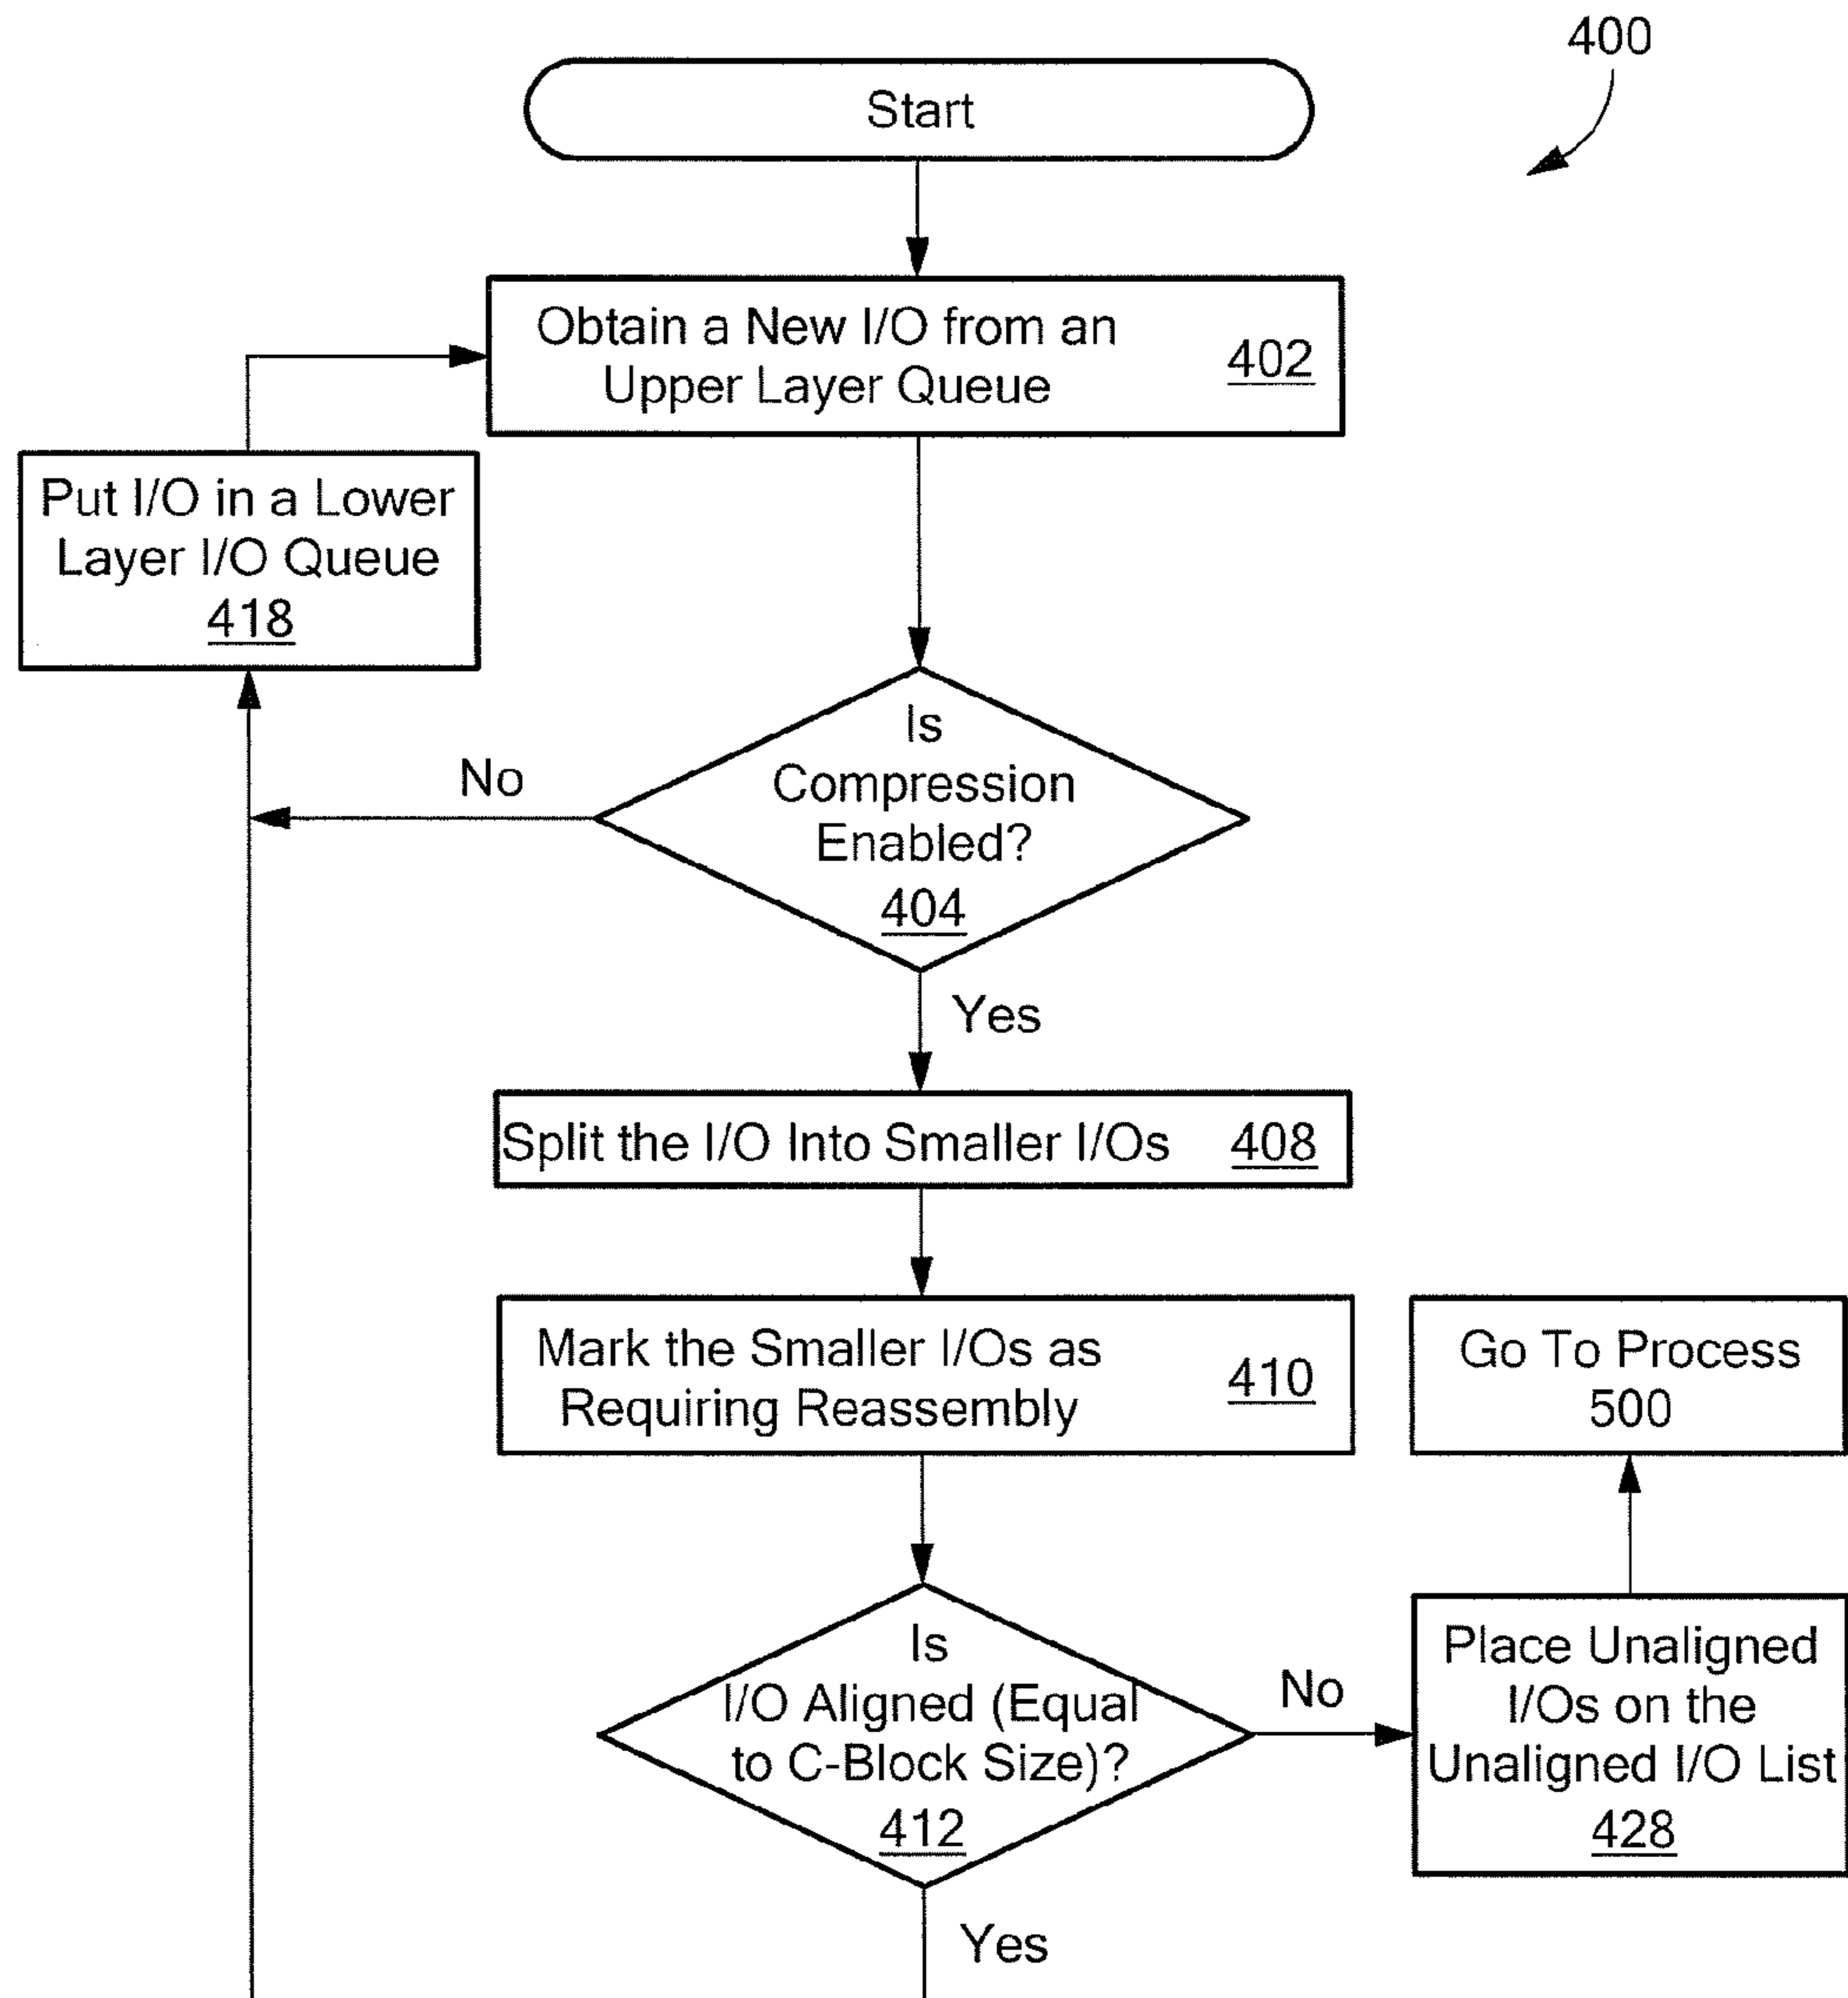 400
Start
Obtain a New I/O from an
Upper Layer Queue
402
Put I/O in a Lower
Layer I/O Queue
418
Is
Compression
Enabled?
404
No
Yes
Split the I/O Into Smaller I/Os 408
Mark the Smaller I/Os as
Requiring Reassembly
410
Go To Process
500
Is
I/O Aligned (Equal
to C-Block Size)?
412
No
Place Unaligned
I/Os on the
Unaligned I/O List
428
Yes